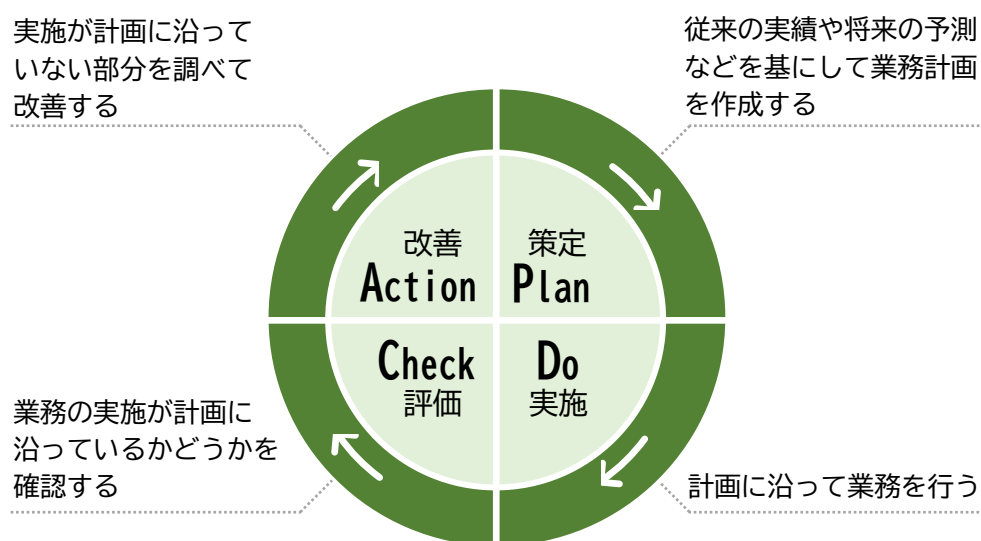 実施が計画に沿って
いない部分を調べて
改善する
従来の実績や将来の予測
などを基にして業務計画
を作成する
改善
Action
策定
Plan
Check
評価
Do
実施
業務の実施が計画に
沿っているかどうかを
確認する
計画に沿って業務を行う